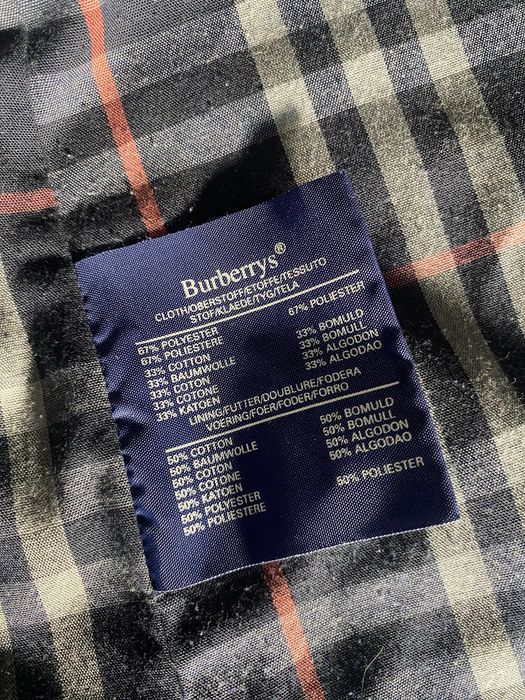 Burberrys®
CLOTH/OBERSTOFF/ETOFFE/TESSUTO
STOF/KLAEDE/TYG/TELA
67% POLYESTER 67% POLIESTER
67% POLIESTERE
33% COTTON 33% BOMULD
33% BAUMWOLLE 33% BOMULL
33% COTON 33% ALGODON
33% COTONE 33% ALGODAO
33% KATOEN
LINING/FUTTER/DOUBLURE/FODERA
VOERING/FOER/FODER/FORRO
50% COTTON 50% BOMULD
50% BAUMWOLLE 50% BOMULL
50% COTON 50% ALGODON
50% COTONE 50% ALGODAO
50% KATOEN
50% POLYESTER 50% POLIESTER
50% POLIESTERE